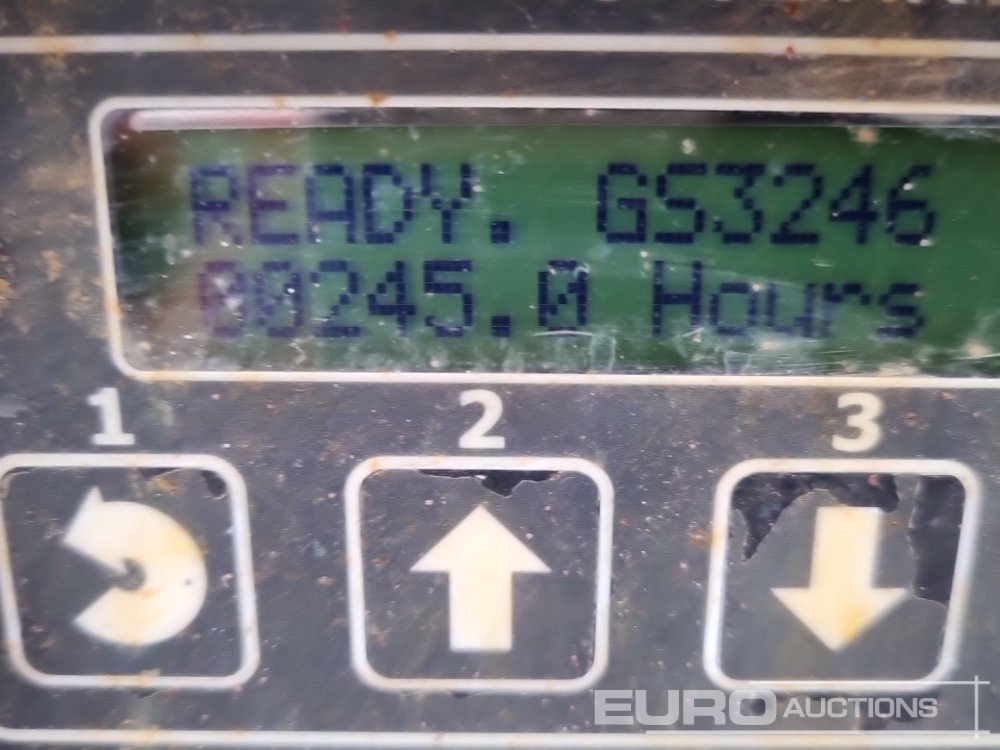 READY. GS3246
00245.0 Hours
1 2 3
EURO AUCTIONS